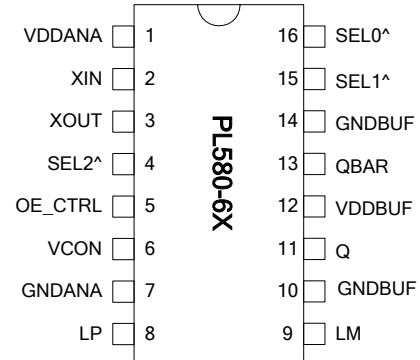 VDDANA 1 16 SEL0^
XIN 2 15 SEL1^
XOUT 3 14 GNDBUF
SEL2^ 4 13 QBAR
OE_CTRL 5 12 VDDBUF
VCON 6 11 Q
GNDANA 7 10 GNDBUF
LP 8 9 LM
PL580-6X